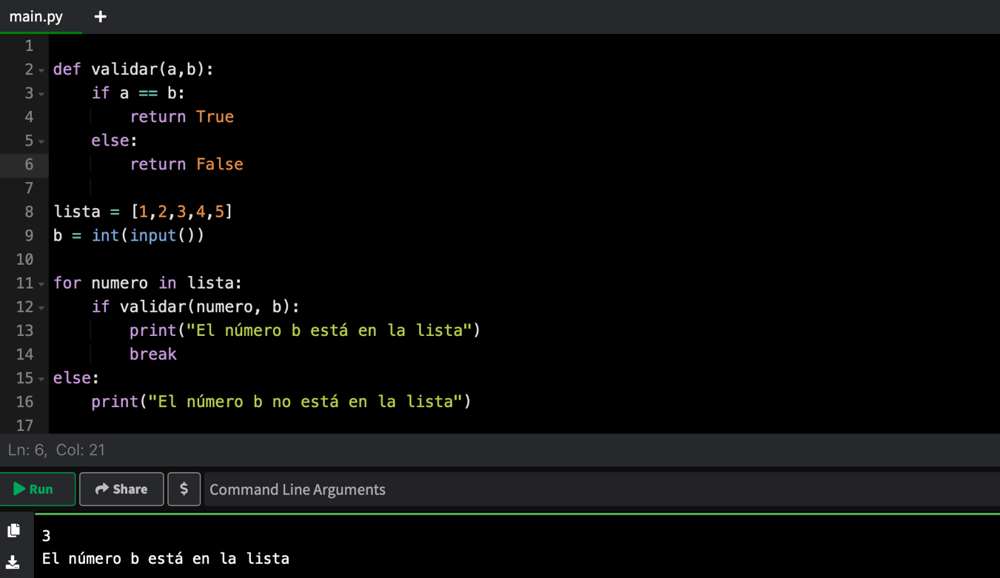 main.py +
1
2 def validar(a,b):
3     if a == b:
4         return True
5     else:
6         return False
7
8 lista = [1,2,3,4,5]
9 b = int(input())
10
11 for numero in lista:
12     if validar(numero, b):
13         print("El número b está en la lista")
14         break
15 else:
16     print("El número b no está en la lista")
17
Ln: 6, Col: 21
Run Share $ Command Line Arguments
3
El número b está en la lista